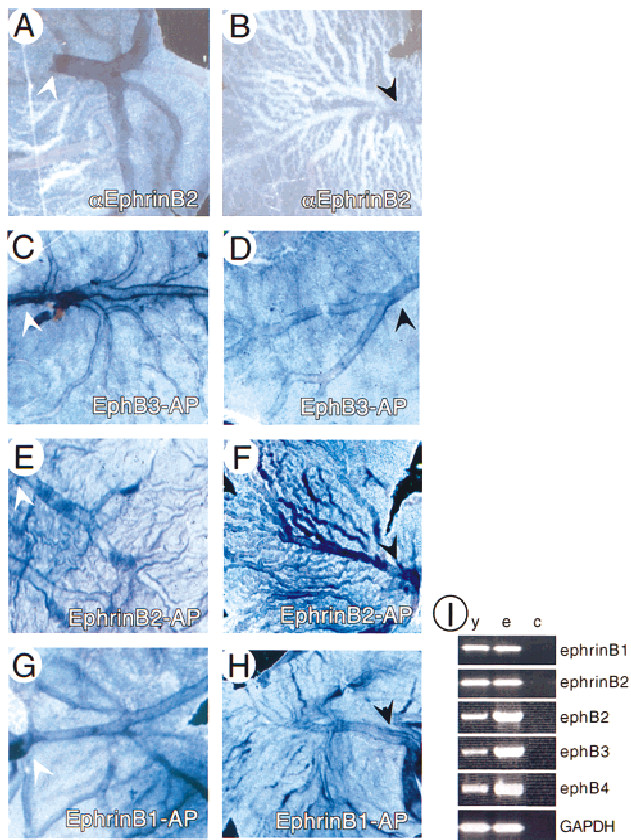 A
B
αEphrinB2
αEphrinB2
C
D
EphB3-AP
EphB3-AP
E
F
EphrinB2-AP
EphrinB2-AP
G
H
EphrinB1-AP
EphrinB1-AP
I
y e c
ephrinB1
ephrinB2
ephB2
ephB3
ephB4
GAPDH